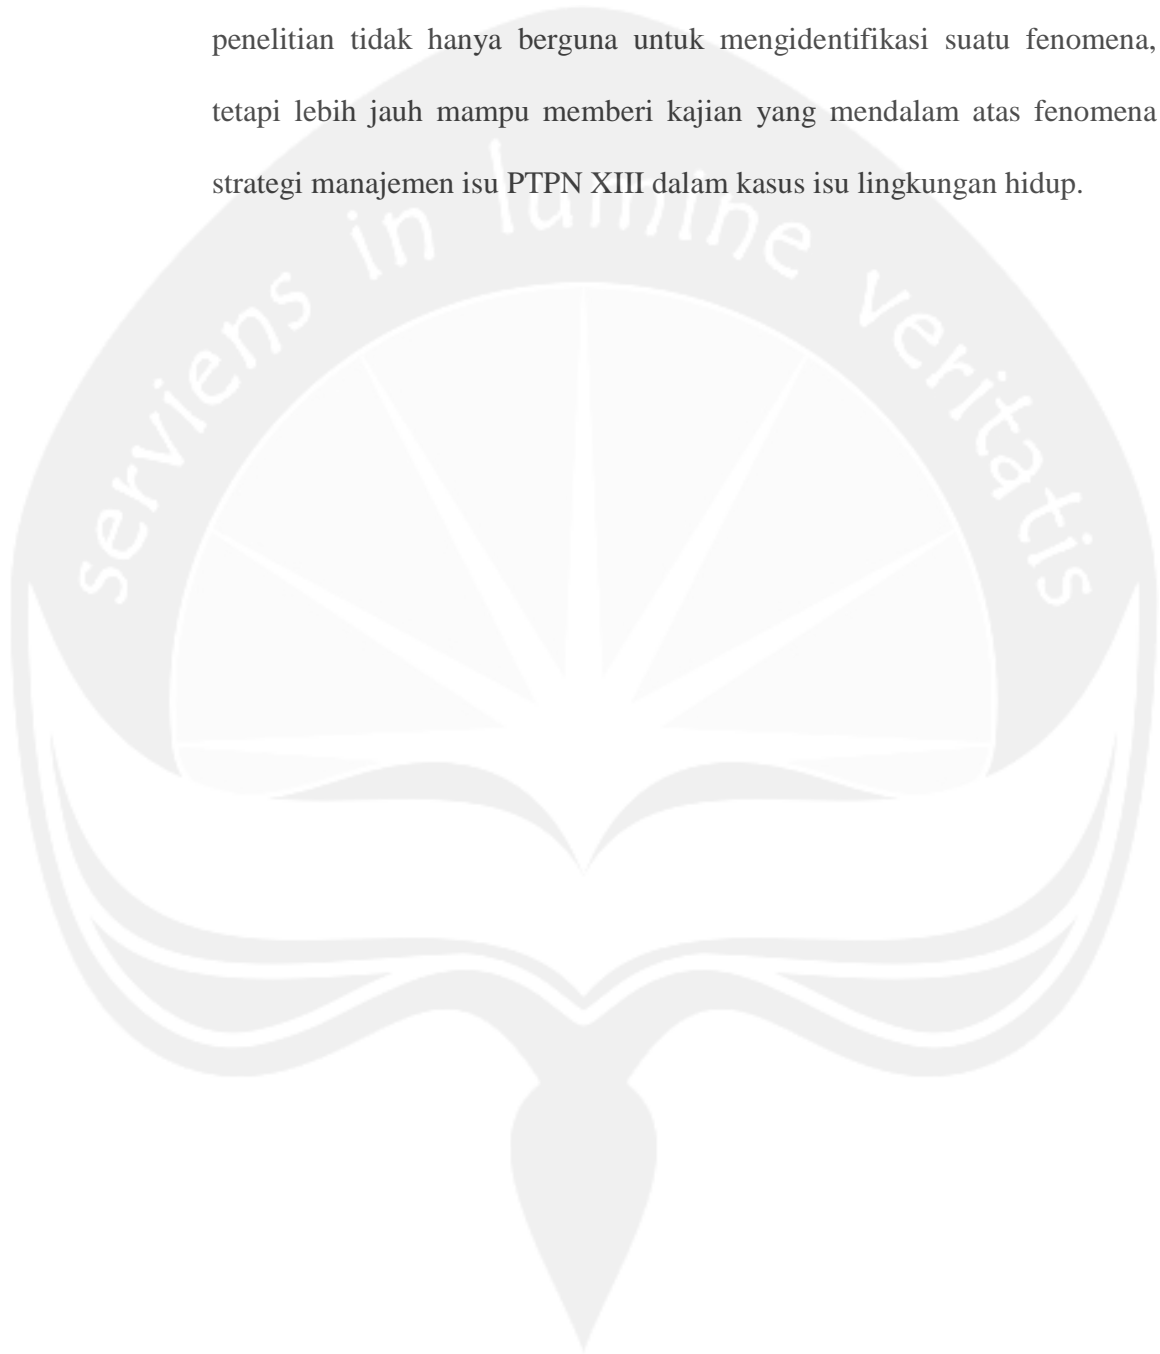 penelitian tidak hanya berguna untuk mengidentifikasi suatu fenomena,
tetapi lebih jauh mampu memberi kajian yang mendalam atas fenomena
strategi manajemen isu PTPN XIII dalam kasus isu lingkungan hidup.
serviens in lumine veritatis